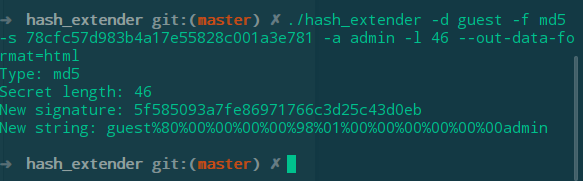 ➜  hash_extender git:(master) ✗ ./hash_extender -d guest -f md5
-s 78cfc57d983b4a17e55828c001a3e781 -a admin -l 46 --out-data-fo
rmat=html
Type: md5
Secret length: 46
New signature: 5f585093a7fe86971766c3d25c43d0eb
New string: guest%80%00%00%00%00%98%01%00%00%00%00%00%00admin
➜  hash_extender git:(master) ✗